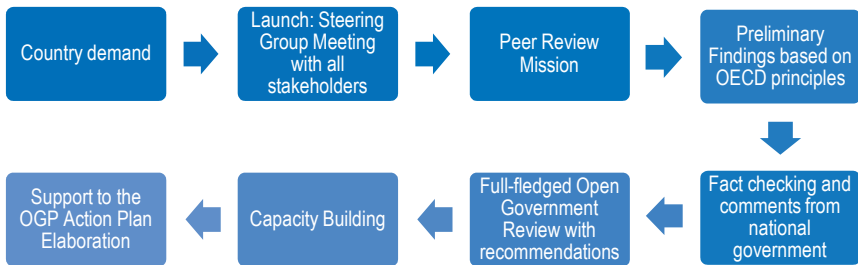 Country demand
Launch: Steering
Group Meeting
with all
stakeholders
Peer Review
Mission
Preliminary
Findings based on
OECD principles
Fact checking and
comments from
national
government
Full-fledged Open
Government
Review with
recommendations
Capacity Building
Support to the
OGP Action Plan
Elaboration